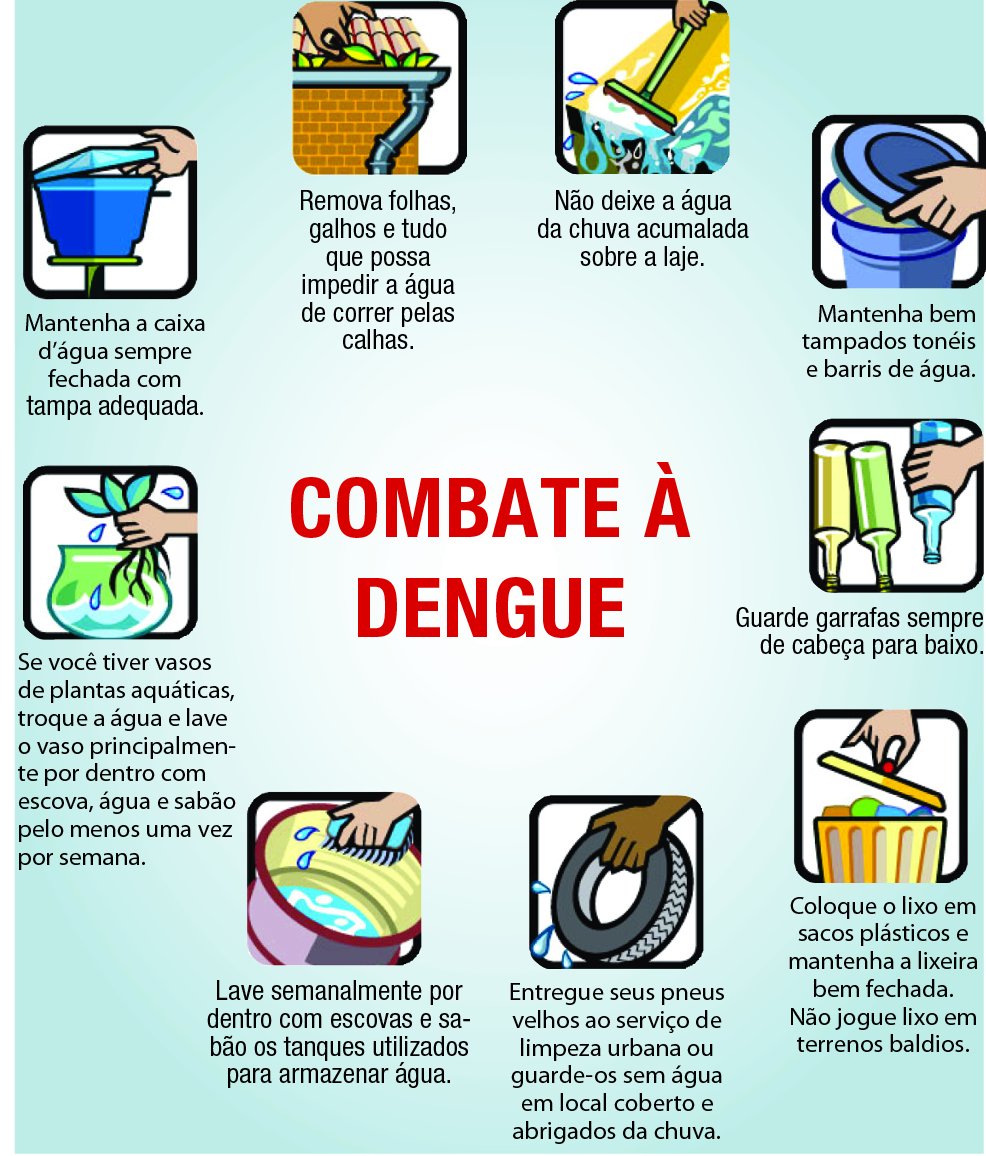 COMBATE À
DENGUE
Remova folhas,
galhos e tudo
que possa
impedir a água
de correr pelas
calhas.
Não deixe a água
da chuva acumalada
sobre a laje.
Mantenha bem
tampados tonéis
e barris de água.
Guarde garrafas sempre
de cabeça para baixo.
Coloque o lixo em
sacos plásticos e
mantenha a lixeira
bem fechada.
Não jogue lixo em
terrenos baldios.
Entregue seus pneus
velhos ao serviço de
limpeza urbana ou
guarde-os sem água
em local coberto e
abrigados da chuva.
Lave semanalmente por
dentro com escovas e sa-
bão os tanques utilizados
para armazenar água.
Se você tiver vasos
de plantas aquáticas,
troque a água e lave
o vaso principalmen-
te por dentro com
escova, água e sabão
pelo menos uma vez
por semana.
Mantenha a caixa
d’água sempre
fechada com
tampa adequada.